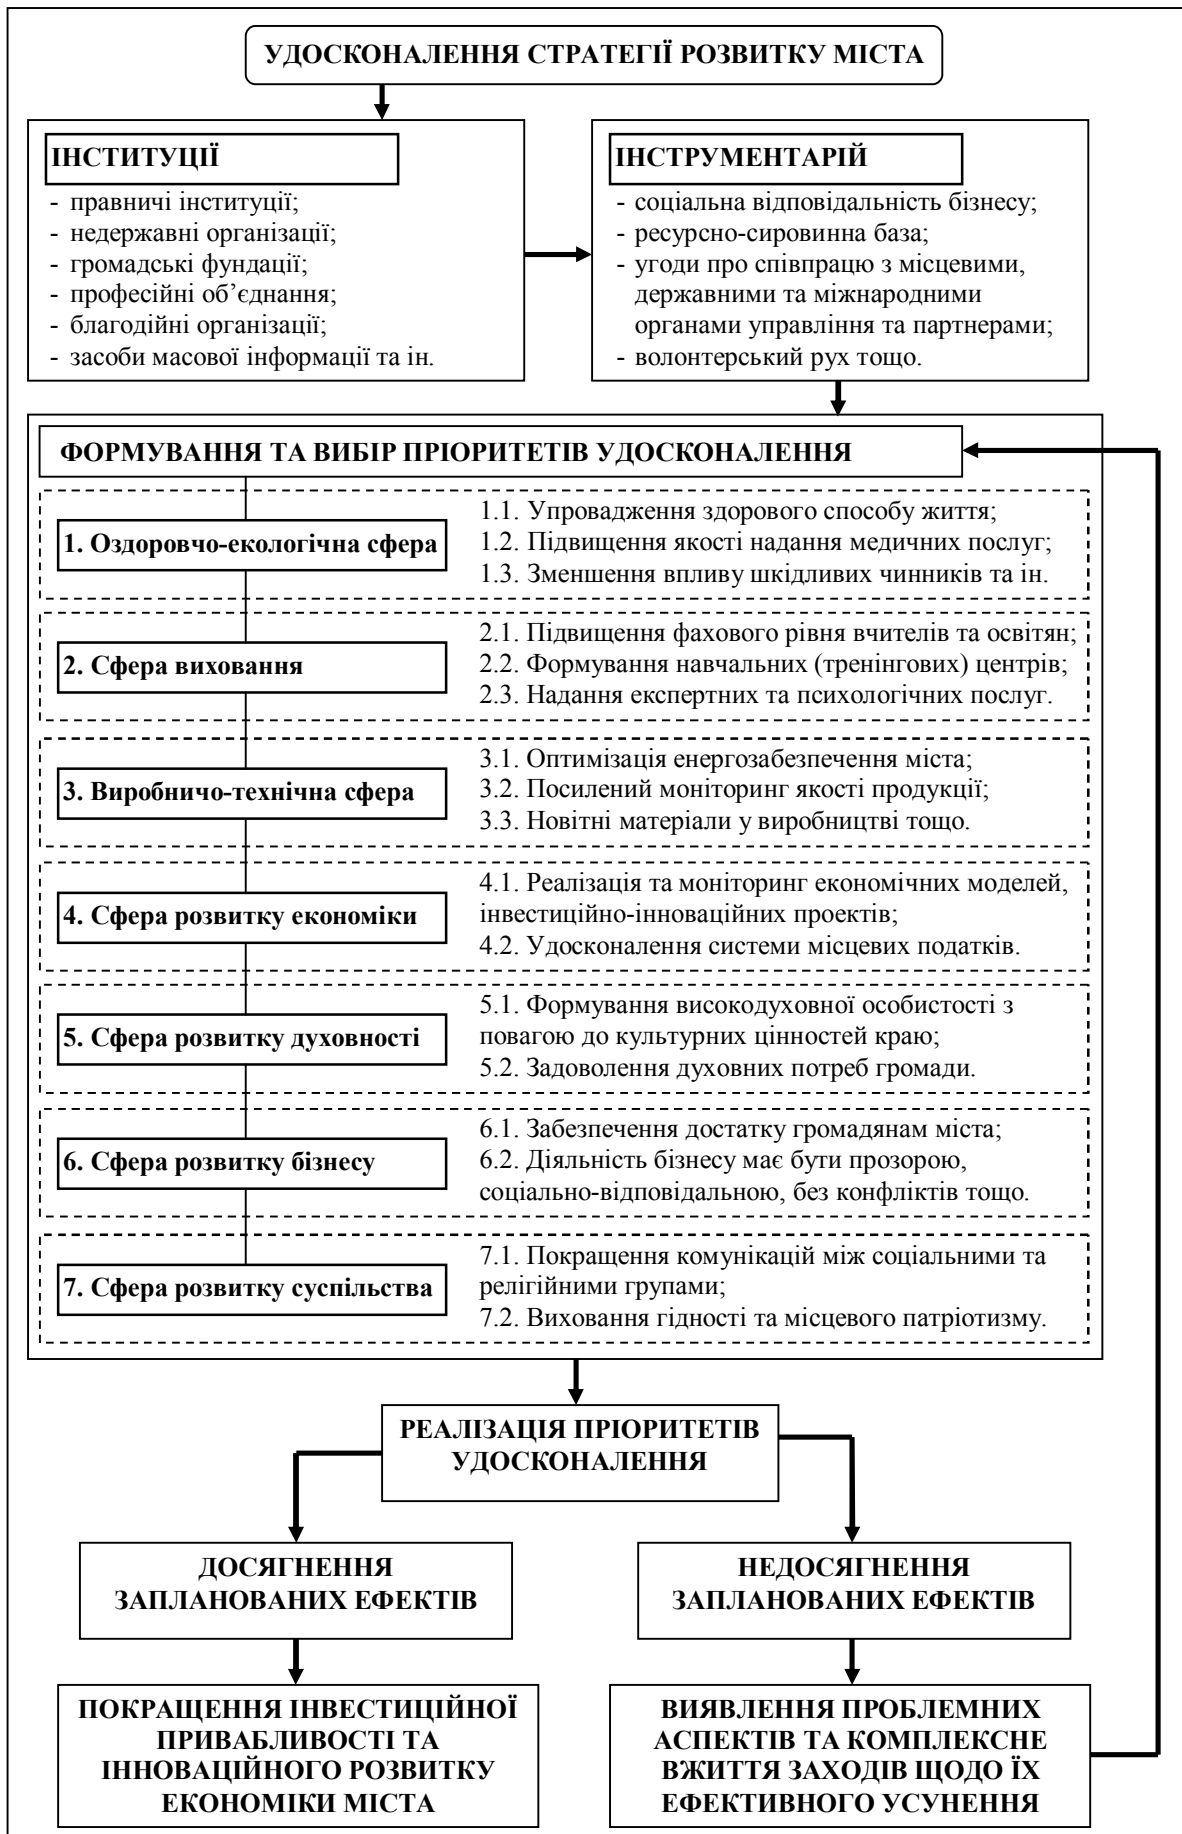 УДОСКОНАЛЕННЯ СТРАТЕГІЇ РОЗВИТКУ МІСТА
ІНСТИТУЦІЇ
- правничі інституції;
- недержавні організації;
- громадські фундації;
- професійні об’єднання;
- благодійні організації;
- засоби масової інформації та ін.
ІНСТРУМЕНТАРІЙ
- соціальна відповідальність бізнесу;
- ресурсно-сировинна база;
- угоди про співпрацю з місцевими,
державними та міжнародними
органами управління та партнерами;
- волонтерський рух тощо.
ФОРМУВАННЯ ТА ВИБІР ПРІОРИТЕТІВ УДОСКОНАЛЕННЯ
1. Оздоровчо-екологічна сфера
1.1. Упровадження здорового способу життя;
1.2. Підвищення якості надання медичних послуг;
1.3. Зменшення впливу шкідливих чинників та ін.
2. Сфера виховання
2.1. Підвищення фахового рівня вчителів та освітян;
2.2. Формування навчальних (тренінгових) центрів;
2.3. Надання експертних та психологічних послуг.
3. Виробничо-технічна сфера
3.1. Оптимізація енергозабезпечення міста;
3.2. Посилений моніторинг якості продукції;
3.3. Новітні матеріали у виробництві тощо.
4. Сфера розвитку економіки
4.1. Реалізація та моніторинг економічних моделей,
інвестиційно-інноваційних проектів;
4.2. Удосконалення системи місцевих податків.
5. Сфера розвитку духовності
5.1. Формування високодуховної особистості з
повагою до культурних цінностей краю;
5.2. Задоволення духовних потреб громади.
6. Сфера розвитку бізнесу
6.1. Забезпечення достатку громадянам міста;
6.2. Діяльність бізнесу має бути прозорою,
соціально-відповідальною, без конфліктів тощо.
7. Сфера розвитку суспільства
7.1. Покращення комунікацій між соціальними та
релігійними групами;
7.2. Виховання гідності та місцевого патріотизму.
РЕАЛІЗАЦІЯ ПРІОРИТЕТІВ
УДОСКОНАЛЕННЯ
ДОСЯГНЕННЯ
ЗАПЛАНОВАНИХ ЕФЕКТІВ
НЕДОСЯГНЕННЯ
ЗАПЛАНОВАНИХ ЕФЕКТІВ
ПОКРАЩЕННЯ ІНВЕСТИЦІЙНОЇ
ПРИВАБЛИВОСТІ ТА
ІННОВАЦІЙНОГО РОЗВИТКУ
ЕКОНОМІКИ МІСТА
ВИЯВЛЕННЯ ПРОБЛЕМНИХ
АСПЕКТІВ ТА КОМПЛЕКСНЕ
ВЖИТТЯ ЗАХОДІВ ЩОДО ЇХ
ЕФЕКТИВНОГО УСУНЕННЯ